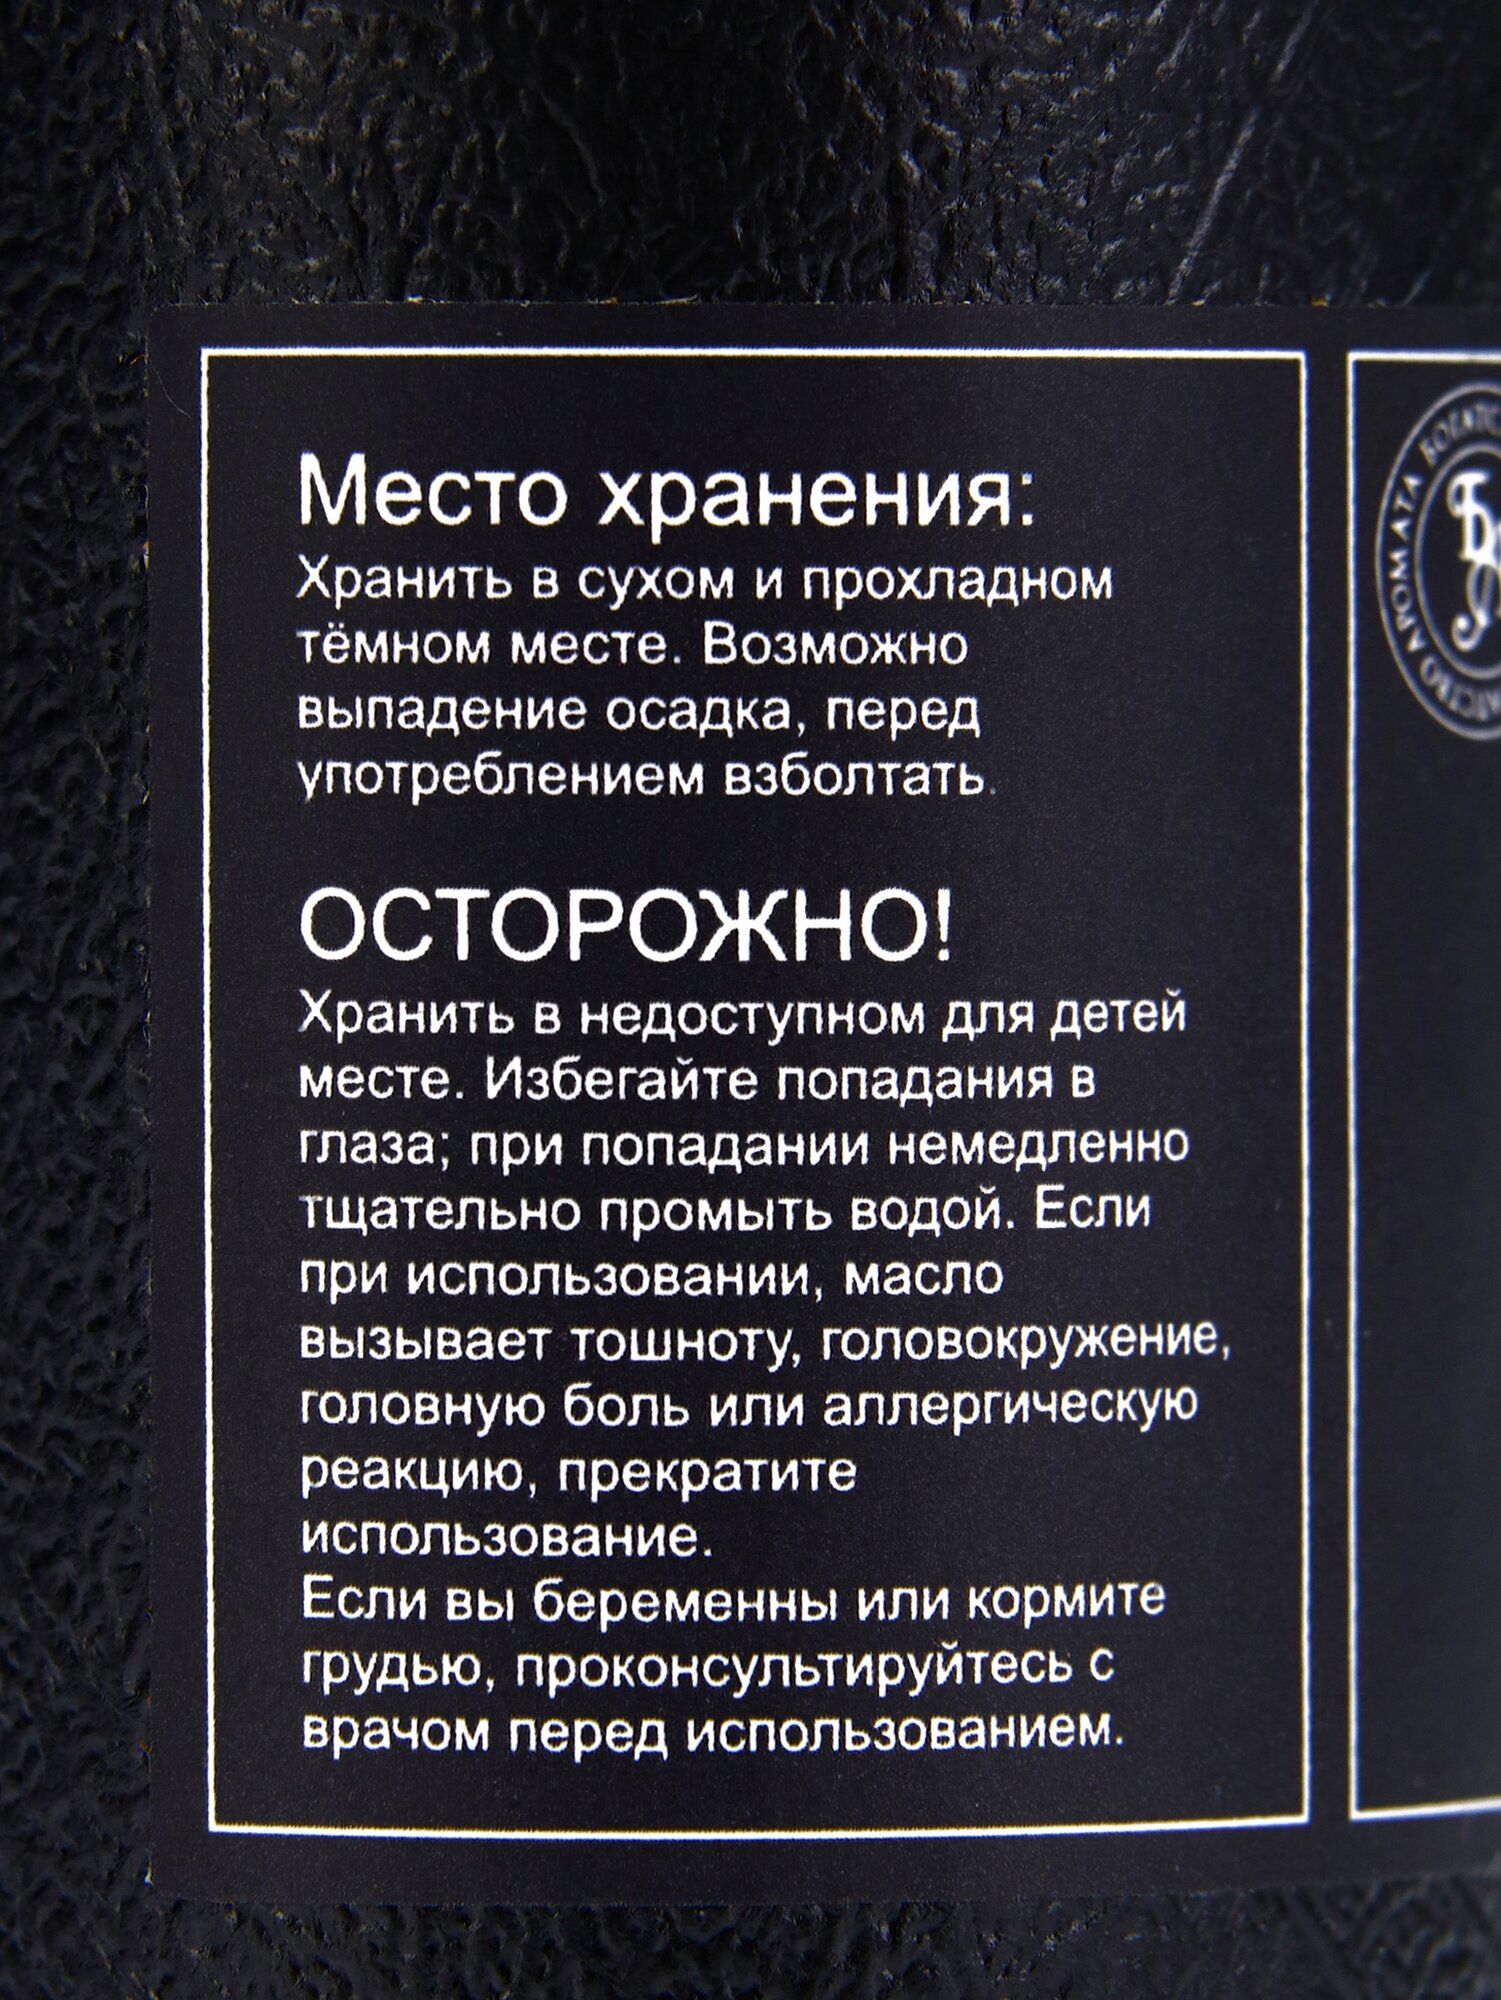 Место хранения:
Хранить в сухом и прохладном
тёмном месте. Возможно
выпадение осадка, перед
употреблением взболтать.
ОСТОРОЖНО!
Хранить в недоступном для детей
месте. Избегайте попадания в
глаза; при попадании немедленно
тщательно промыть водой. Если
при использовании, масло
вызывает тошноту, головокружение,
головную боль или аллергическую
реакцию, прекратите
использование.
Если вы беременны или кормите
грудью, проконсультируйтесь с
врачом перед использованием.
АРОМАТА